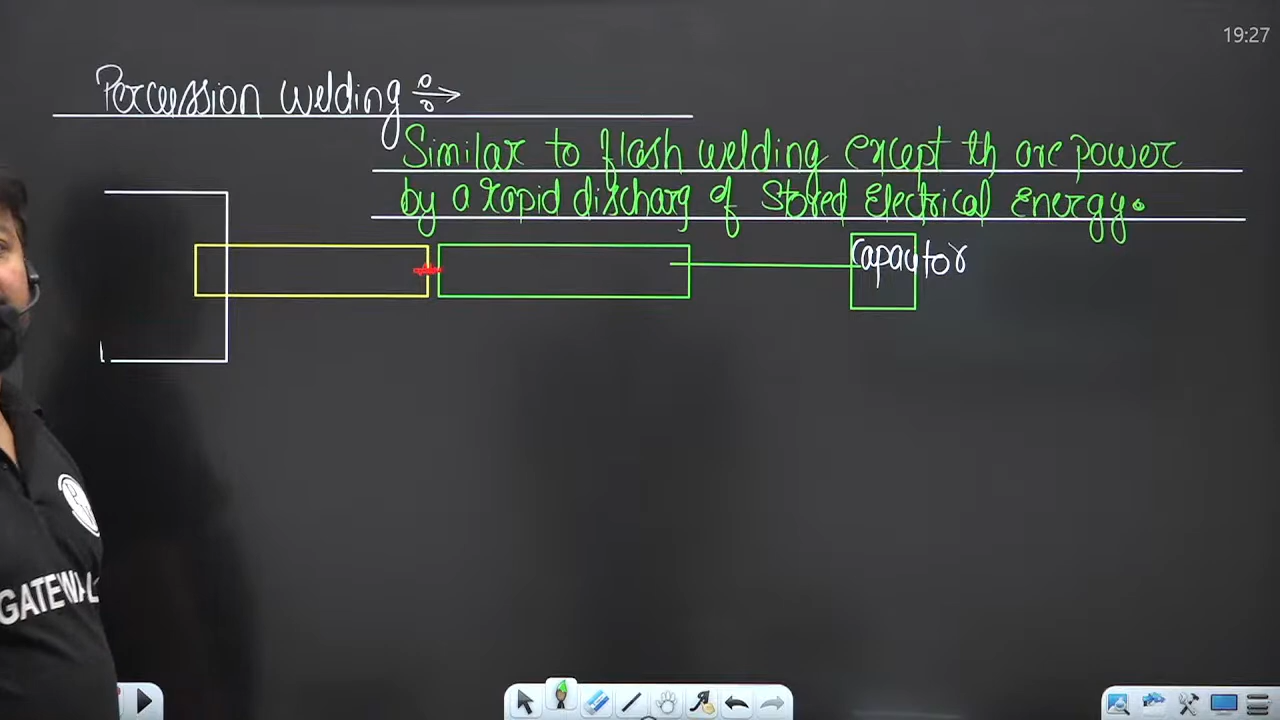 19:27
Percussion welding ÷→
Similar to flash welding except th arc power
by a rapid discharg of Stored Electrical Energy.
Capacitor
GATEWAL